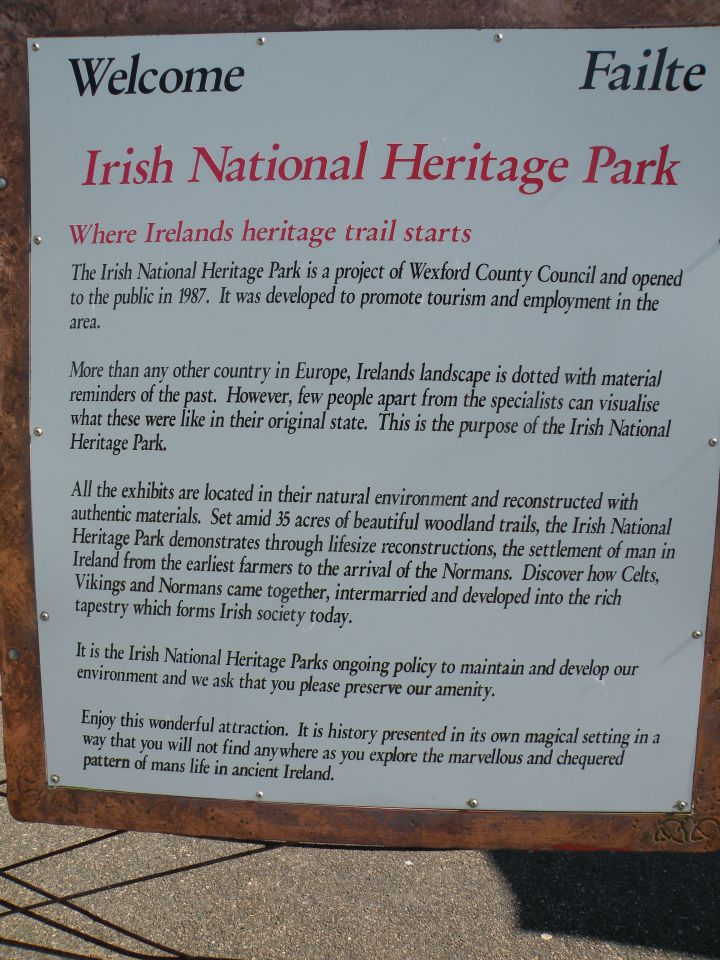 Welcome Failte
Irish National Heritage Park
Where Irelands heritage trail starts
The Irish National Heritage Park is a project of Wexford County Council and opened
to the public in 1987. It was developed to promote tourism and employment in the
area.
More than any other country in Europe, Irelands landscape is dotted with material
reminders of the past. However, few people apart from the specialists can visualise
what these were like in their original state. This is the purpose of the Irish National
Heritage Park.
All the exhibits are located in their natural environment and reconstructed with
authentic materials. Set amid 35 acres of beautiful woodland trails, the Irish National
Heritage Park demonstrates through lifesize reconstructions, the settlement of man in
Ireland from the earliest farmers to the arrival of the Normans. Discover how Celts,
Vikings and Normans came together, intermarried and developed into the rich
tapestry which forms Irish society today.
It is the Irish National Heritage Parks ongoing policy to maintain and develop our
environment and we ask that you please preserve our amenity.
Enjoy this wonderful attraction. It is history presented in its own magical setting in a
way that you will not find anywhere as you explore the marvellous and chequered
pattern of mans life in ancient Ireland.